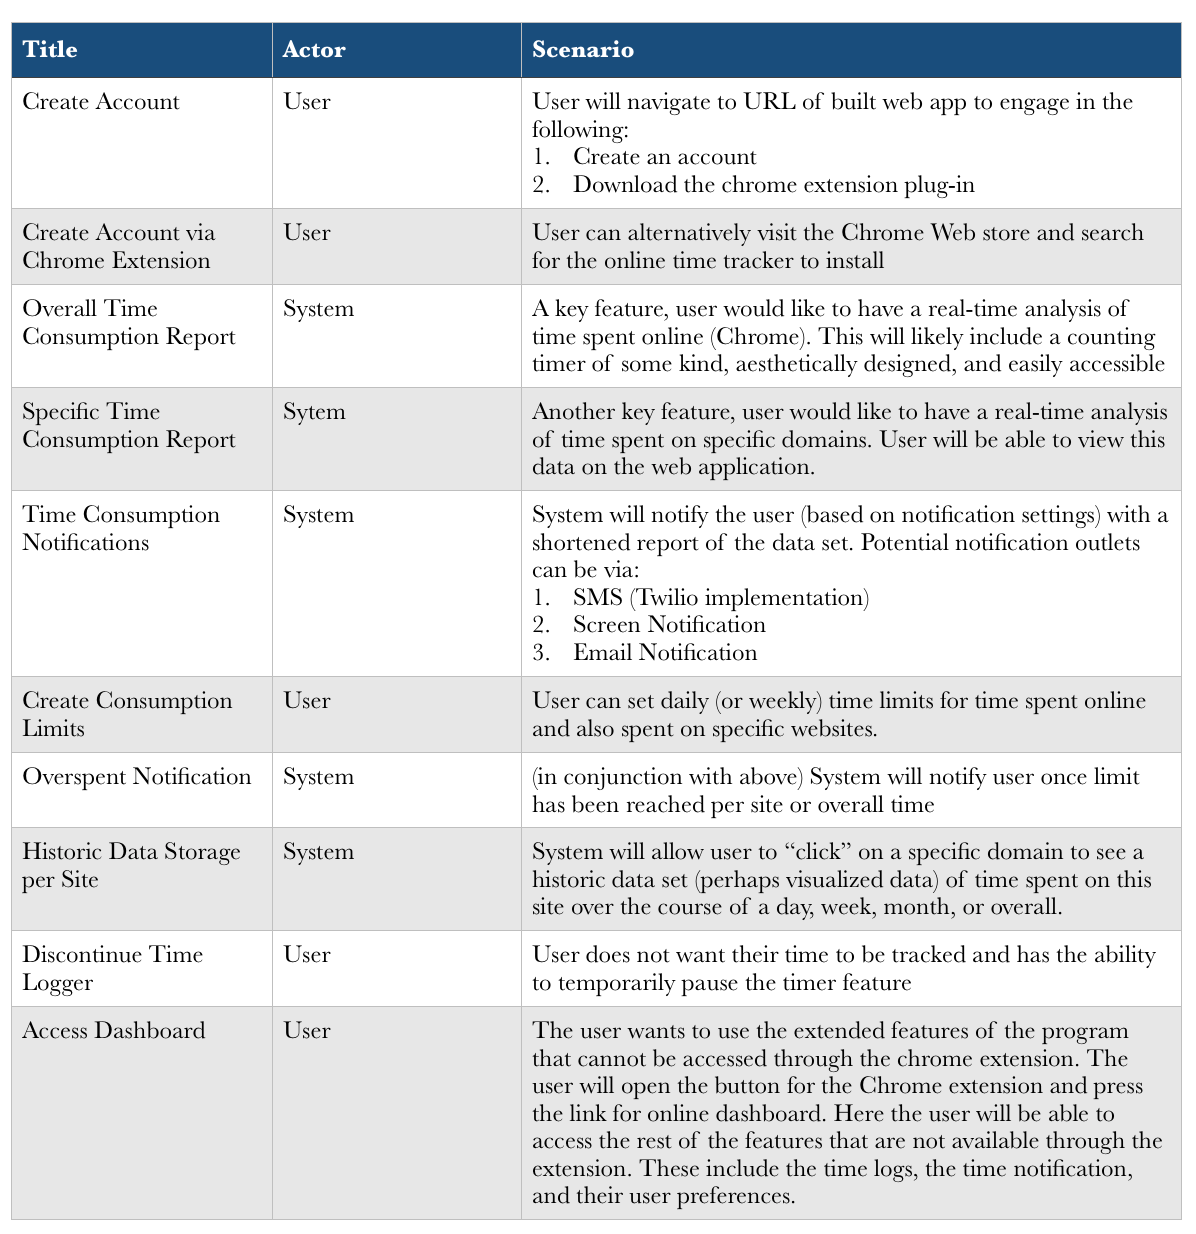 Title Actor Scenario
Create Account User User will navigate to URL of built web app to engage in the
following:
1. Create an account
2. Download the chrome extension plug-in
Create Account via User User can alternatively visit the Chrome Web store and search
Chrome Extension for the online time tracker to install
Overall Time System A key feature, user would like to have a real-time analysis of
Consumption Report time spent online (Chrome). This will likely include a counting
timer of some kind, aesthetically designed, and easily accessible
Specific Time Sytem Another key feature, user would like to have a real-time analysis
Consumption Report of time spent on specific domains. User will be able to view this
data on the web application.
Time Consumption System System will notify the user (based on notification settings) with a
Notifications shortened report of the data set. Potential notification outlets
can be via:
1. SMS (Twilio implementation)
2. Screen Notification
3. Email Notification
Create Consumption User User can set daily (or weekly) time limits for time spent online
Limits and also spent on specific websites.
Overspent Notification System (in conjunction with above) System will notify user once limit
has been reached per site or overall time
Historic Data Storage System System will allow user to “click” on a specific domain to see a
per Site historic data set (perhaps visualized data) of time spent on this
site over the course of a day, week, month, or overall.
Discontinue Time User User does not want their time to be tracked and has the ability
Logger to temporarily pause the timer feature
Access Dashboard User The user wants to use the extended features of the program
that cannot be accessed through the chrome extension. The
user will open the button for the Chrome extension and press
the link for online dashboard. Here the user will be able to
access the rest of the features that are not available through the
extension. These include the time logs, the time notification,
and their user preferences.